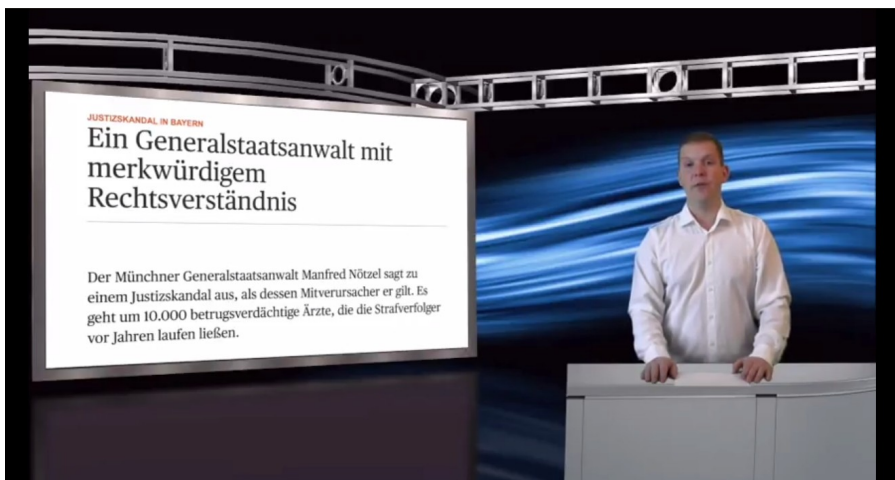 JUSTIZSKANDAL IN BAYERN
Ein Generalstaatsanwalt mit
merkwürdigem
Rechtsverständnis
Der Münchner Generalstaatsanwalt Manfred Nötzel sagt zu
einem Justizskandal aus, als dessen Mitverursacher er gilt. Es
geht um 10.000 betrugsverdächtige Ärzte, die die Strafverfolger
vor Jahren laufen ließen.